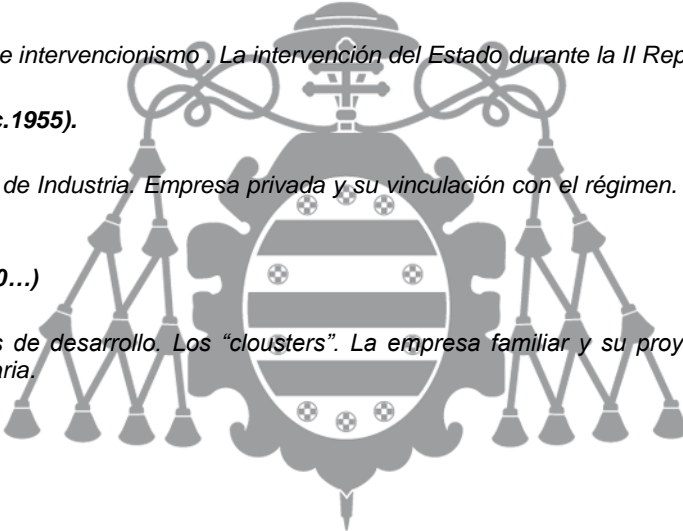 e intervencionismo . La intervención del Estado durante la II Rep
c.1955).
de Industria. Empresa privada y su vinculación con el régimen.
0…)
s de desarrollo. Los “clousters”. La empresa familiar y su proy
aria.